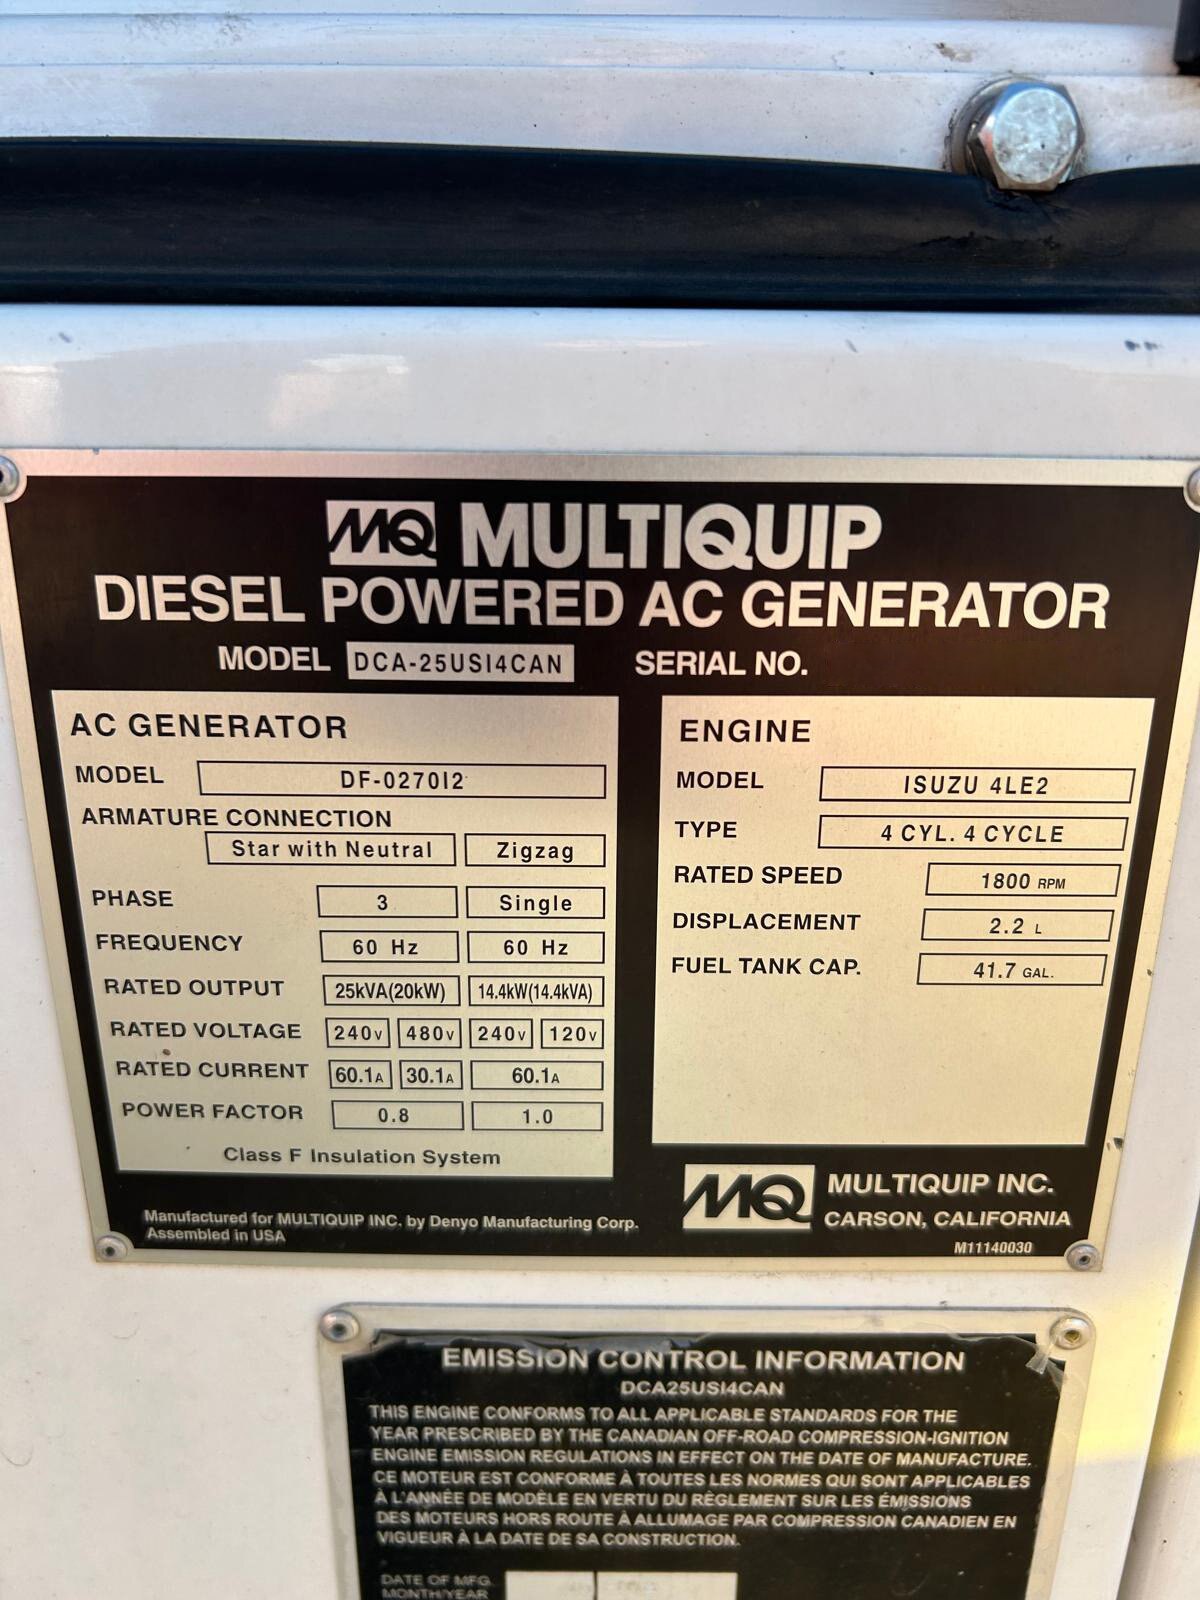 MQ MULTIQUIP
DIESEL POWERED AC GENERATOR
MODEL DCA-25USI4CAN SERIAL NO.
AC GENERATOR
MODEL DF-0270I2
ARMATURE CONNECTION
Star with Neutral Zigzag
PHASE 3 Single
FREQUENCY 60 Hz 60 Hz
RATED OUTPUT 25kVA(20kW) 14.4kW(14.4kVA)
RATED VOLTAGE 240V 480V 240V 120V
RATED CURRENT 60.1A 30.1A 60.1A
POWER FACTOR 0.8 1.0
Class F Insulation System
ENGINE
MODEL ISUZU 4LE2
TYPE 4 CYL. 4 CYCLE
RATED SPEED 1800 RPM
DISPLACEMENT 2.2 L
FUEL TANK CAP. 41.7 GAL.
Manufactured for MULTIQUIP INC. by Denyo Manufacturing Corp.
Assembled in USA
MQ MULTIQUIP INC.
CARSON, CALIFORNIA
M11140030
EMISSION CONTROL INFORMATION
DCA25USI4CAN
THIS ENGINE CONFORMS TO ALL APPLICABLE STANDARDS FOR THE
YEAR PRESCRIBED BY THE CANADIAN OFF-ROAD COMPRESSION-IGNITION
ENGINE EMISSION REGULATIONS IN EFFECT ON THE DATE OF MANUFACTURE.
CE MOTEUR EST CONFORME À TOUTES LES NORMES QUI SONT APPLICABLES
À L'ANNÉE DE MODÈLE EN VERTU DU RÈGLEMENT SUR LES ÉMISSIONS
DES MOTEURS HORS ROUTE À ALLUMAGE PAR COMPRESSION CANADIEN EN
VIGUEUR À LA DATE DE SA CONSTRUCTION.
DATE OF MFG.
MONTH/YEAR